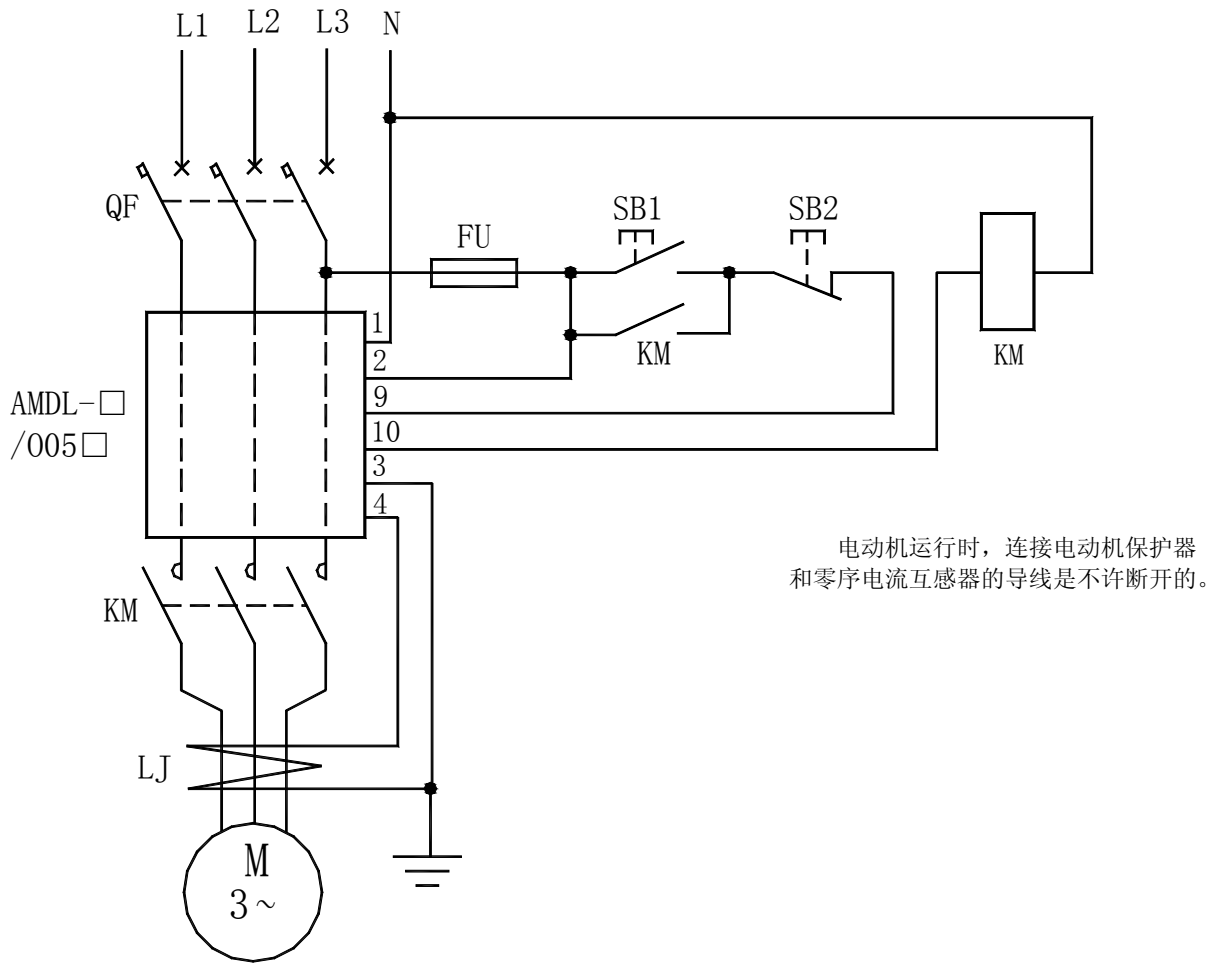 L1 L2 L3 N
QF
FU
SB1
SB2
KM
KM
1
2
9
10
3
4
AMDL-□
/005□
电动机运行时，连接电动机保护器
和零序电流互感器的导线是不许断开的。
KM
LJ
M
3～